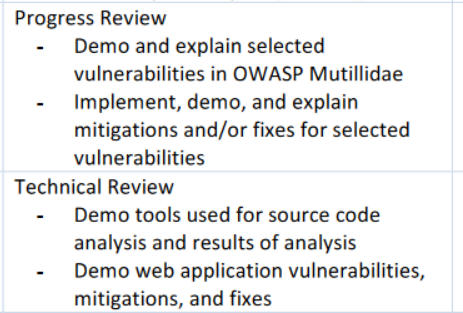 Progress Review
- Demo and explain selected
vulnerabilities in OWASP Mutillidae
- Implement, demo, and explain
mitigations and/or fixes for selected
vulnerabilities
Technical Review
- Demo tools used for source code
analysis and results of analysis
- Demo web application vulnerabilities,
mitigations, and fixes